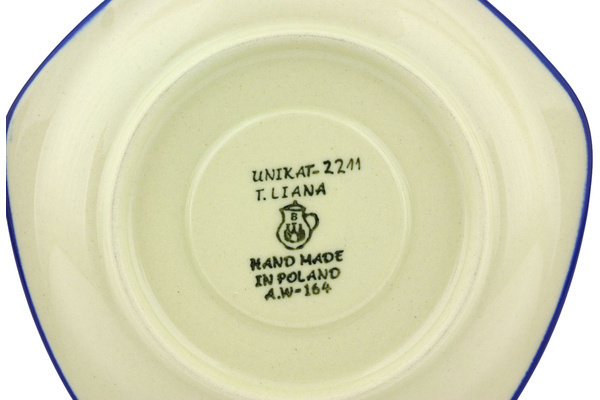 UNIKAT-2211
T. LIANA
B
HAND MADE
IN POLAND
A.W-164